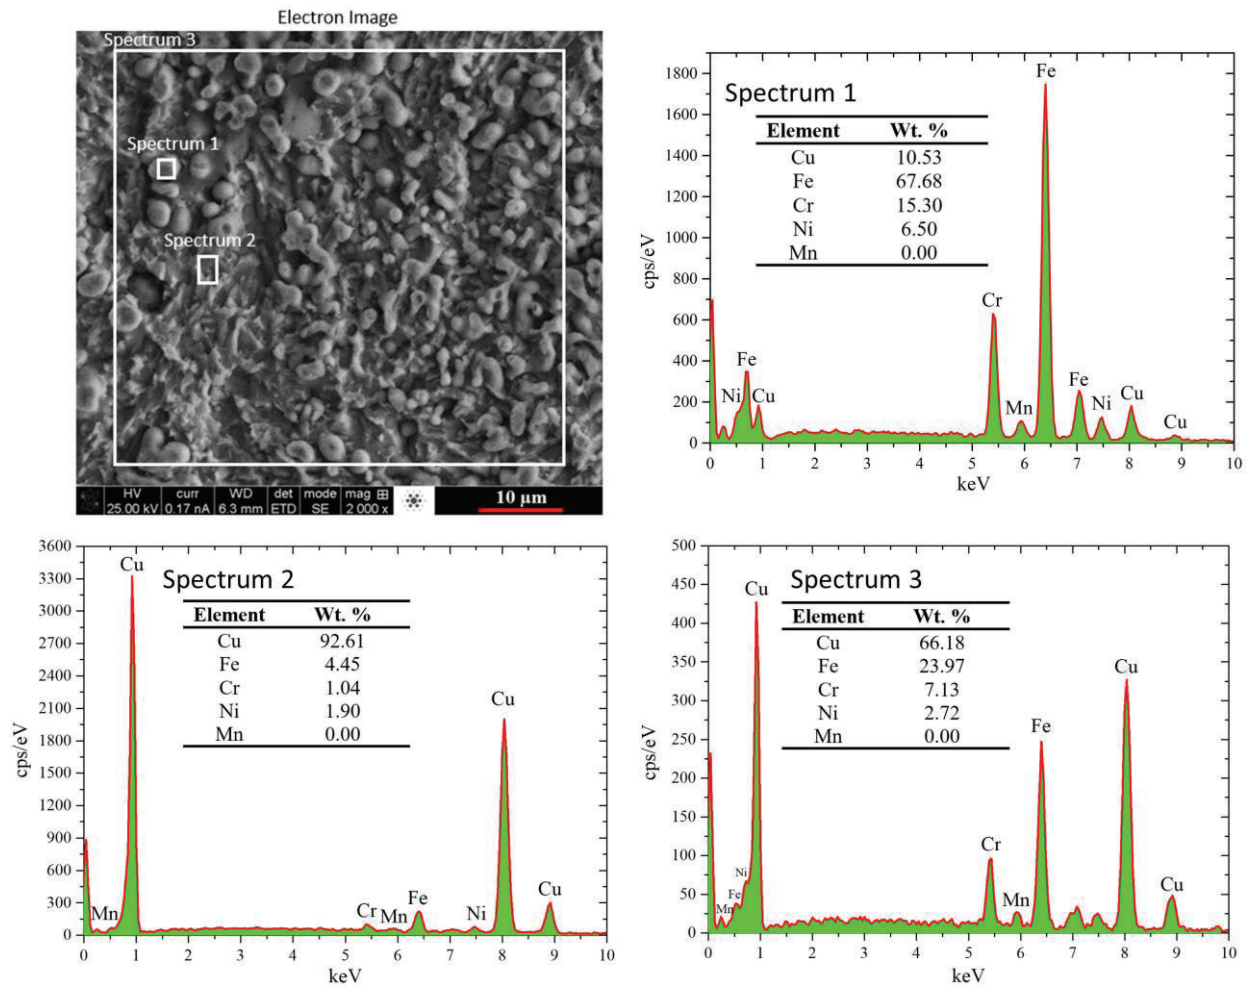 Electron Image
Spectrum 3
Spectrum 1
Spectrum 2
HV curr WD det mode mag ⊞
25.00 kV 0.17 nA 6.3 mm ETD SE 2 000 x
10 µm
Spectrum 1
Element Wt. %
Cu 10.53
Fe 67.68
Cr 15.30
Ni 6.50
Mn 0.00
Fe
Cr
Fe
Ni Cu
Mn
Fe
Ni
Cu
Cu
1800
1600
1400
1200
1000
800
600
400
200
0
cps/eV
0 1 2 3 4 5 6 7 8 9 10
keV
Spectrum 2
Element Wt. %
Cu 92.61
Fe 4.45
Cr 1.04
Ni 1.90
Mn 0.00
Cu
Mn
Cr
Mn
Fe
Ni
Cu
Cu
3600
3300
3000
2700
2400
2100
1800
1500
1200
900
600
300
0
cps/eV
0 1 2 3 4 5 6 7 8 9 10
keV
Spectrum 3
Element Wt. %
Cu 66.18
Fe 23.97
Cr 7.13
Ni 2.72
Mn 0.00
Cu
Ni
Fe
Mn
Cr
Mn
Fe
Cu
Cu
500
450
400
350
300
250
200
150
100
50
0
cps/eV
0 1 2 3 4 5 6 7 8 9 10
keV